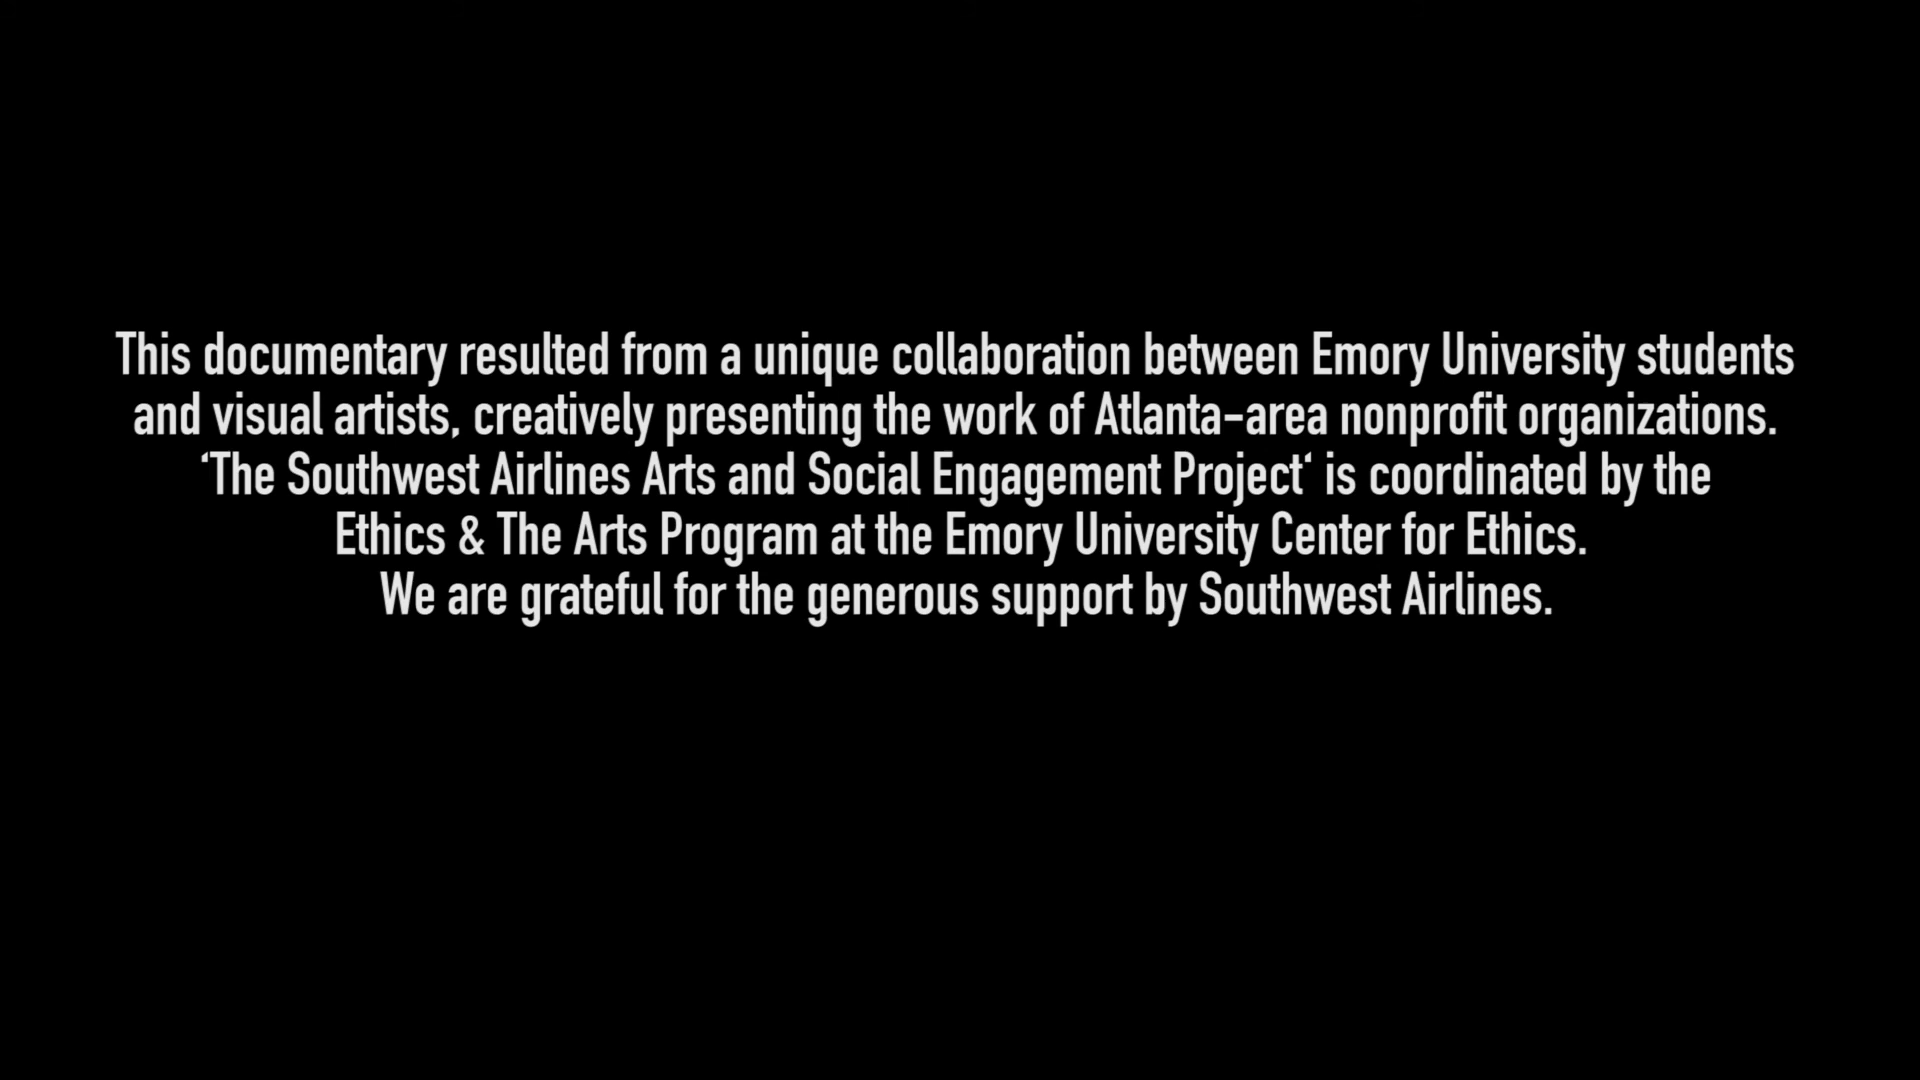 This documentary resulted from a unique collaboration between Emory University students
and visual artists, creatively presenting the work of Atlanta-area nonprofit organizations.
‘The Southwest Airlines Arts and Social Engagement Project‘ is coordinated by the
Ethics & The Arts Program at the Emory University Center for Ethics.
We are grateful for the generous support by Southwest Airlines.